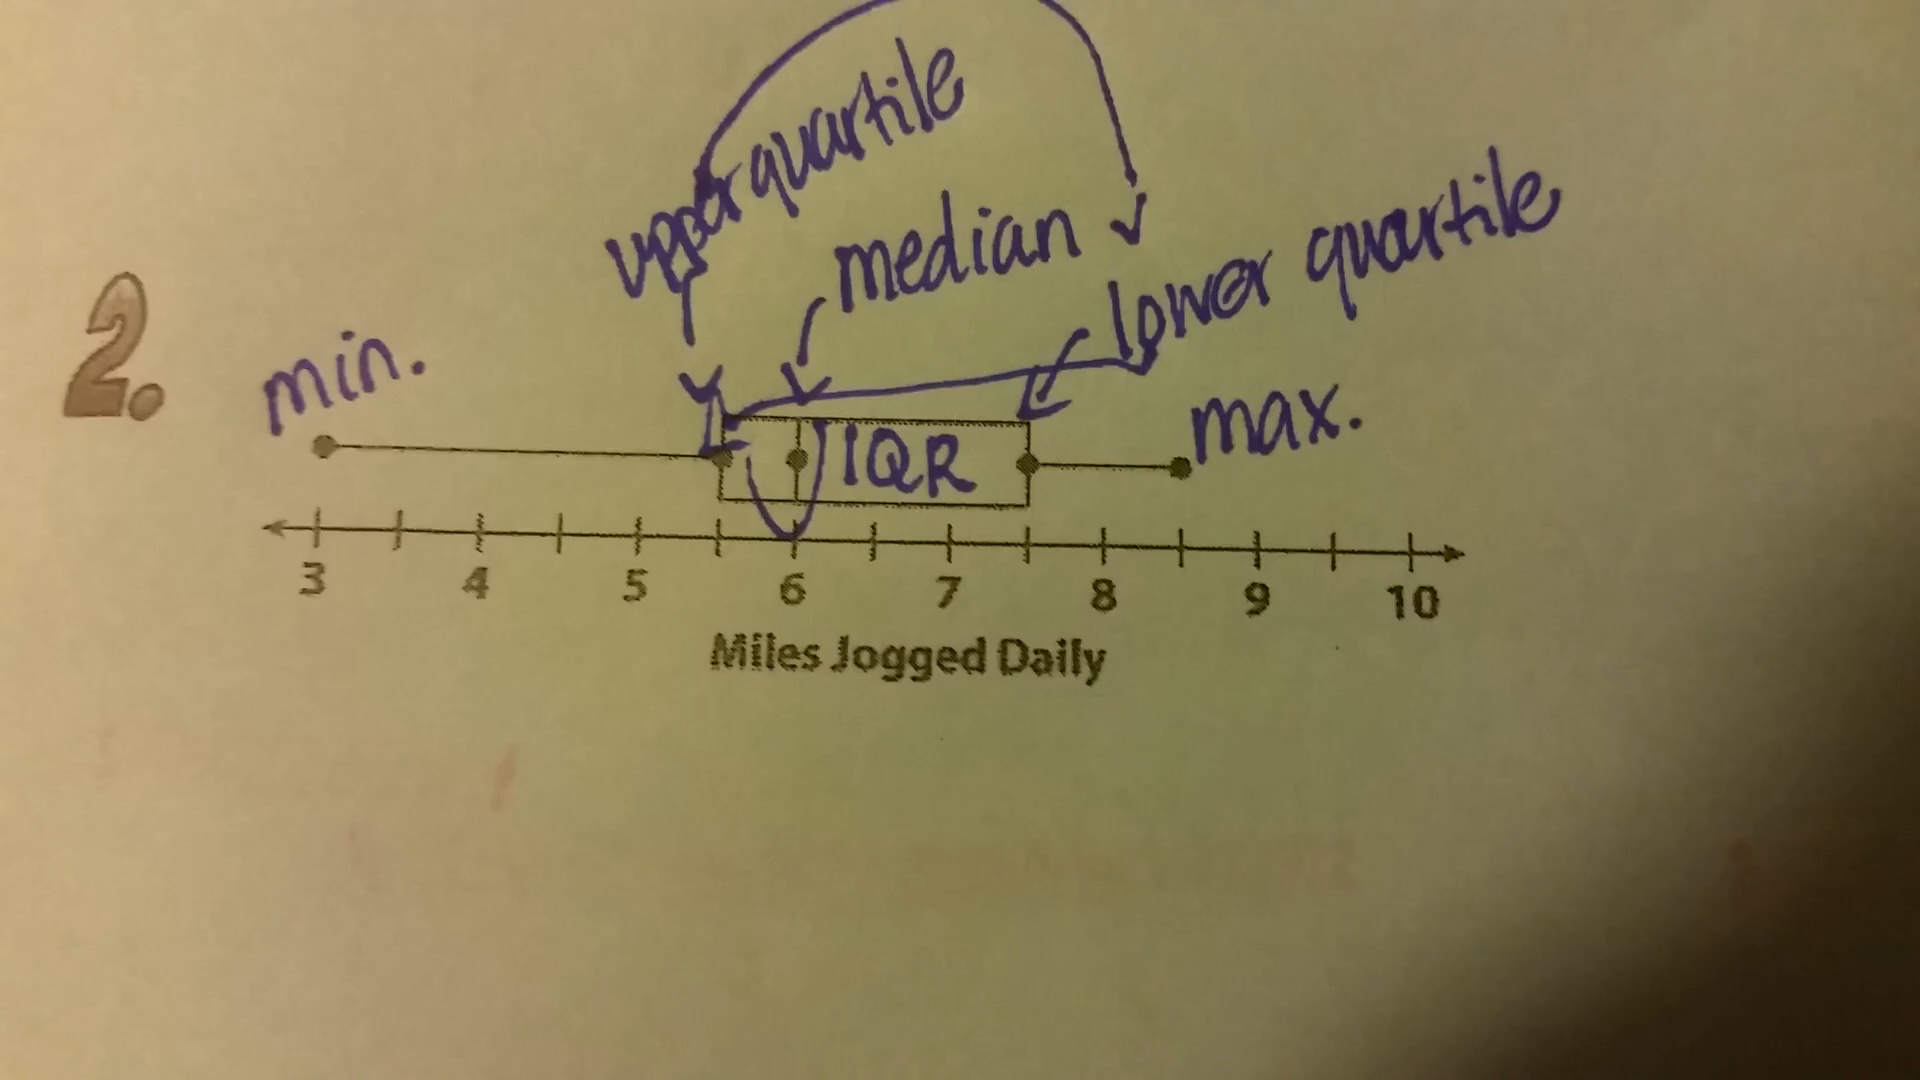 upper quartile
median
lower quartile
2.
min.
max.
IQR
3 4 5 6 7 8 9 10
Miles Jogged Daily